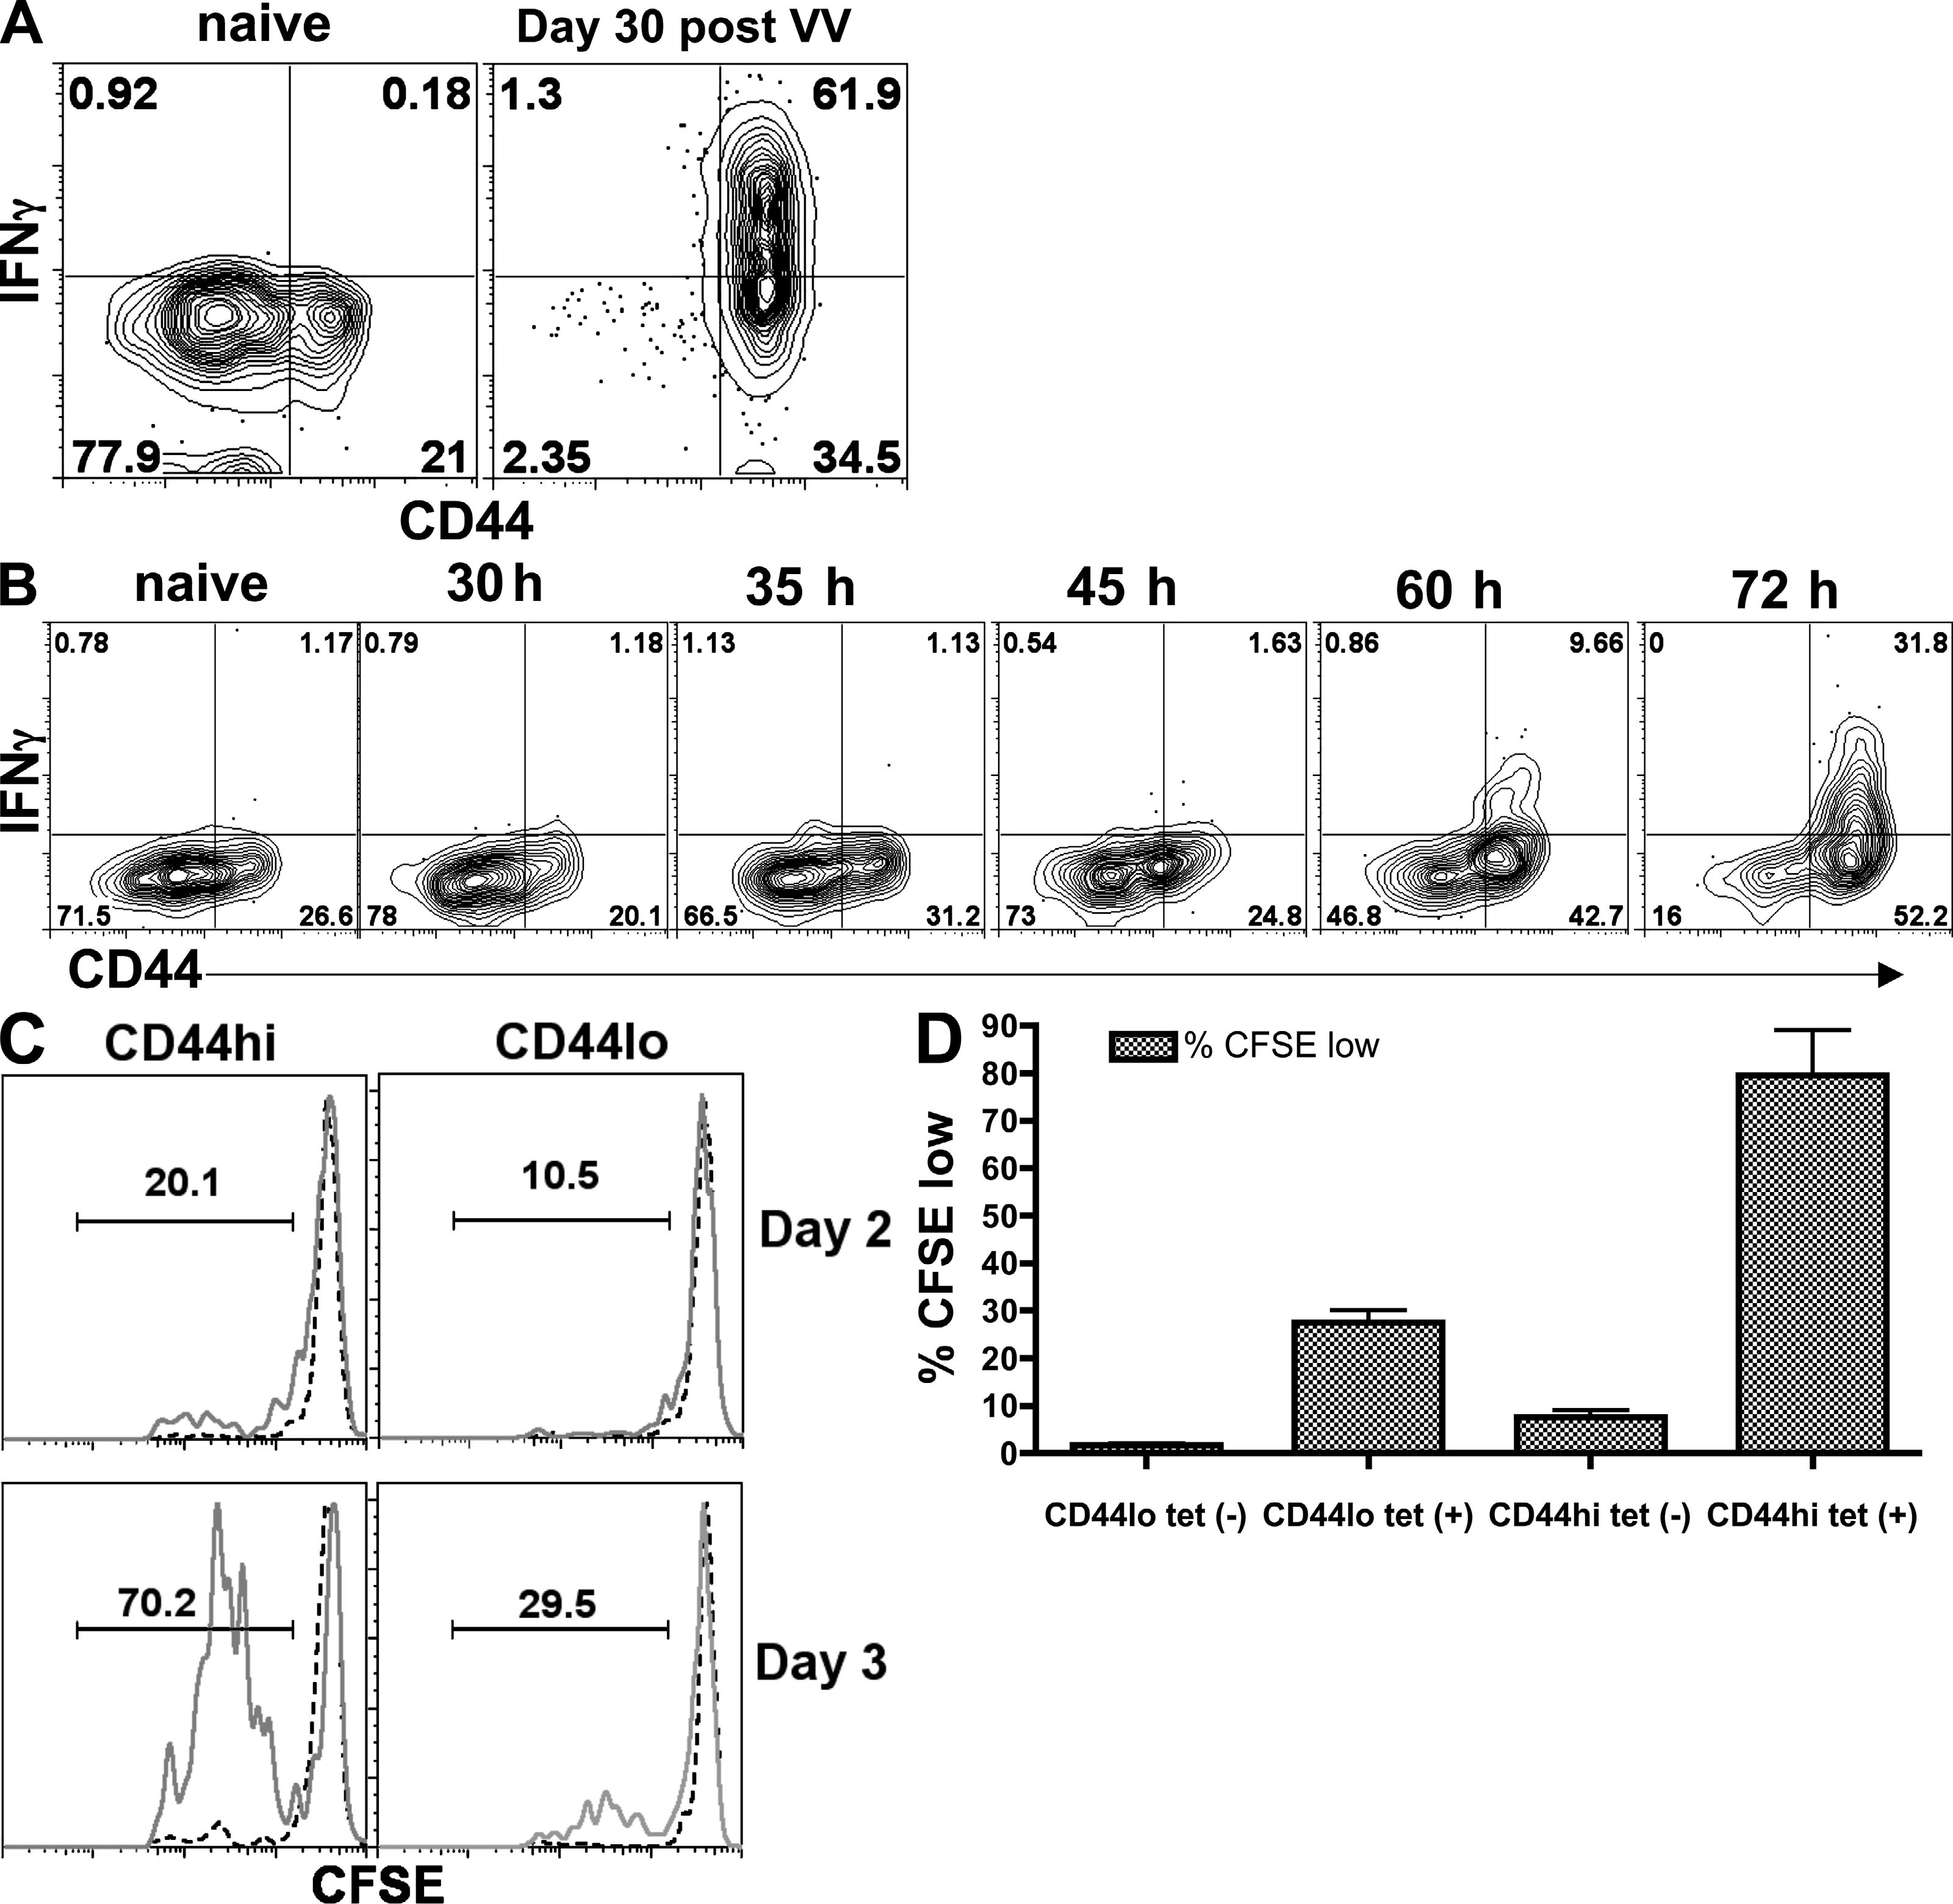 A
naive
Day 30 post VV
0.92
0.18
1.3
61.9
IFNγ
77.9
21
2.35
34.5
CD44
B
naive
30 h
35 h
45 h
60 h
72 h
0.78
1.17
0.79
1.18
1.13
1.13
0.54
1.63
0.86
9.66
0
31.8
IFNγ
71.5
26.6
78
20.1
66.5
31.2
73
24.8
46.8
42.7
16
52.2
CD44
C
CD44hi
CD44lo
20.1
10.5
Day 2
70.2
29.5
Day 3
CFSE
D
% CFSE low
% CFSE low
90
80
70
60
50
40
30
20
10
0
CD44lo tet (-)
CD44lo tet (+)
CD44hi tet (-)
CD44hi tet (+)